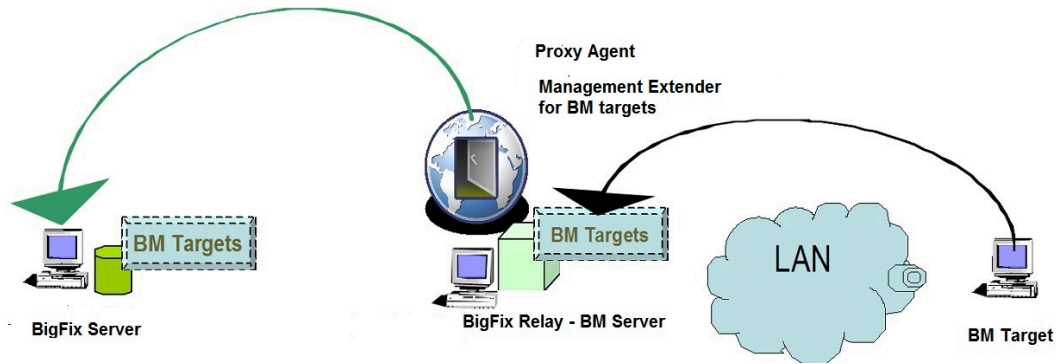 Proxy Agent
Management Extender
for BM targets
BM Targets
BM Targets
LAN
BigFix Server
BigFix Relay - BM Server
BM Target